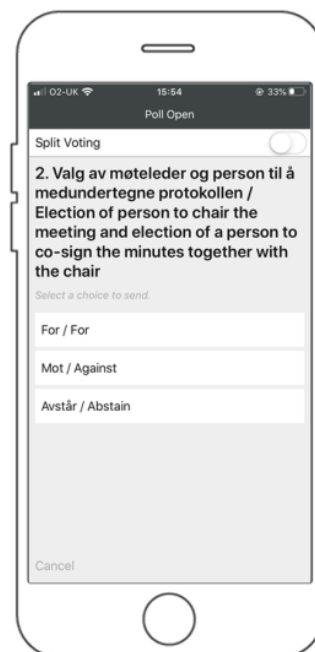 O2-UK 15:54 33%
Poll Open
Split Voting
2. Valg av møteleder og person til å
medundertegne protokollen /
Election of person to chair the
meeting and election of a person to
co-sign the minutes together with
the chair
Select a choice to send.
For / For
Mot / Against
Avstår / Abstain
Cancel